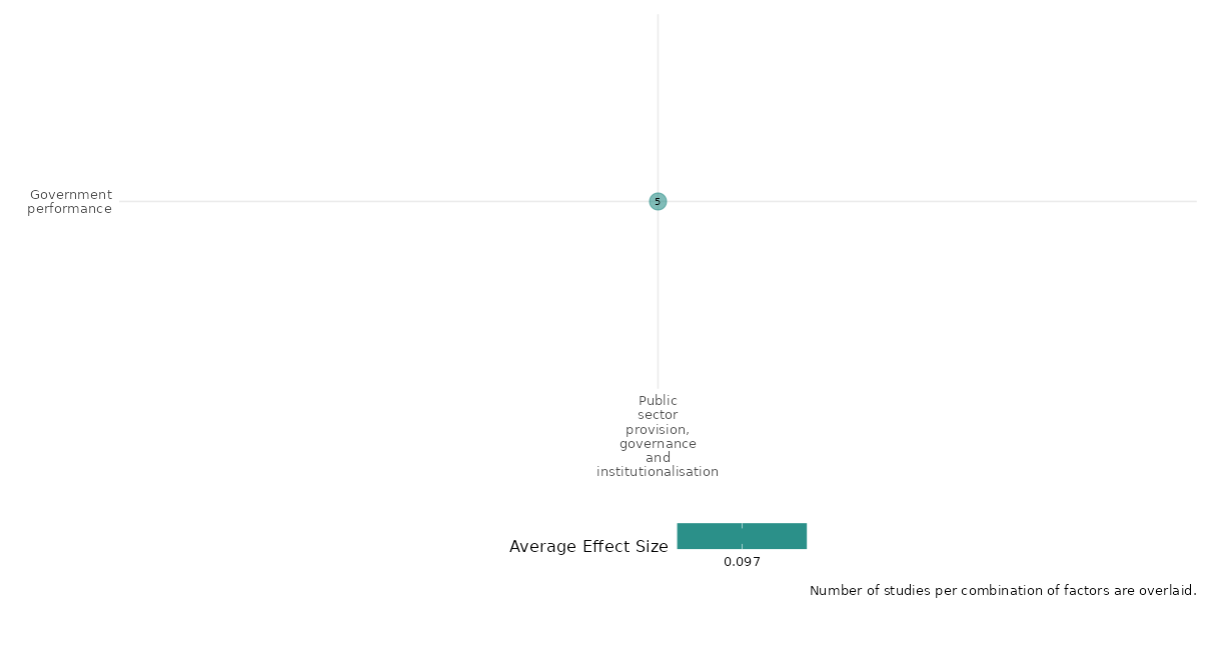 Government
performance
5
Public
sector
provision,
governance
and
institutionalisation
Average Effect Size
0.097
Number of studies per combination of factors are overlaid.